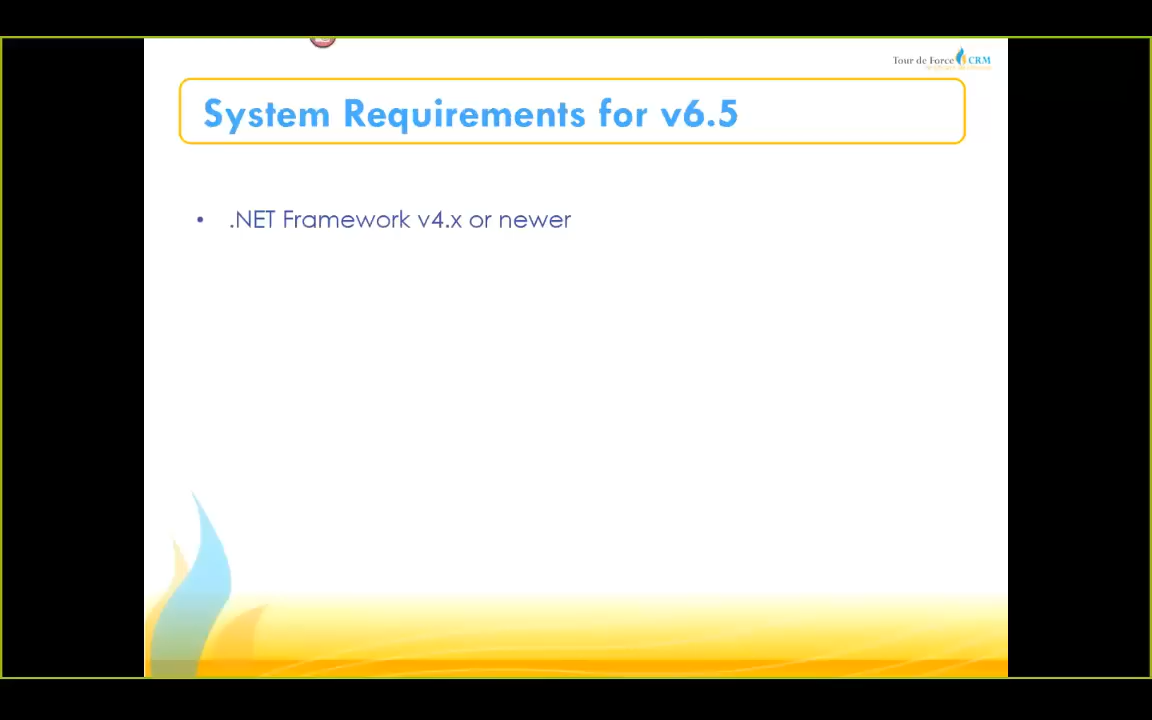 Tour de Force CRM
System Requirements for v6.5
• .NET Framework v4.x or newer